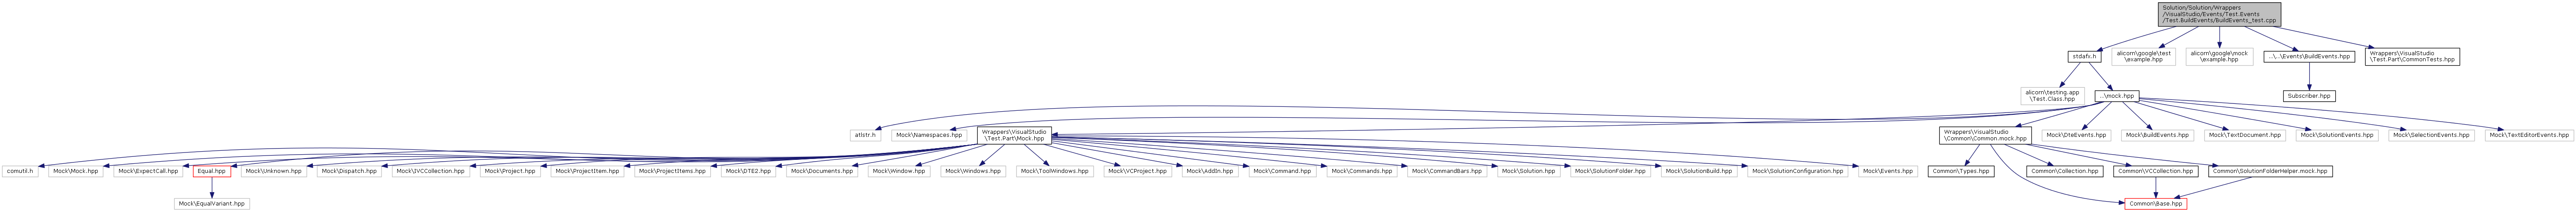 Solution/Solution/Wrappers
/VisualStudio/Events/Test.Events
/Test.BuildEvents/BuildEvents_test.cpp
stdafx.h
alicorn\google\test
\example.hpp
alicorn\google\mock
\example.hpp
..\..\Events\BuildEvents.hpp
Wrappers\VisualStudio
\Test.Part\CommonTests.hpp
alicorn\testing.app
\Test.Class.hpp
..\mock.hpp
Subscriber.hpp
atlstr.h
Mock\Namespaces.hpp
Wrappers\VisualStudio
\Test.Part\Mock.hpp
Wrappers\VisualStudio
\Common\Common.mock.hpp
Mock\DteEvents.hpp
Mock\BuildEvents.hpp
Mock\TextDocument.hpp
Mock\SolutionEvents.hpp
Mock\SelectionEvents.hpp
Mock\TextEditorEvents.hpp
comutil.h
Mock\Mock.hpp
Mock\ExpectCall.hpp
Equal.hpp
Mock\Unknown.hpp
Mock\Dispatch.hpp
Mock\IVCCollection.hpp
Mock\Project.hpp
Mock\ProjectItem.hpp
Mock\ProjectItems.hpp
Mock\DTE2.hpp
Mock\Documents.hpp
Mock\Window.hpp
Mock\Windows.hpp
Mock\ToolWindows.hpp
Mock\VCProject.hpp
Mock\AddIn.hpp
Mock\Command.hpp
Mock\Commands.hpp
Mock\CommandBars.hpp
Mock\Solution.hpp
Mock\SolutionFolder.hpp
Mock\SolutionBuild.hpp
Mock\SolutionConfiguration.hpp
Mock\Events.hpp
Common\Types.hpp
Common\Collection.hpp
Common\VCCollection.hpp
Common\SolutionFolderHelper.mock.hpp
Mock\EqualVariant.hpp
Common\Base.hpp